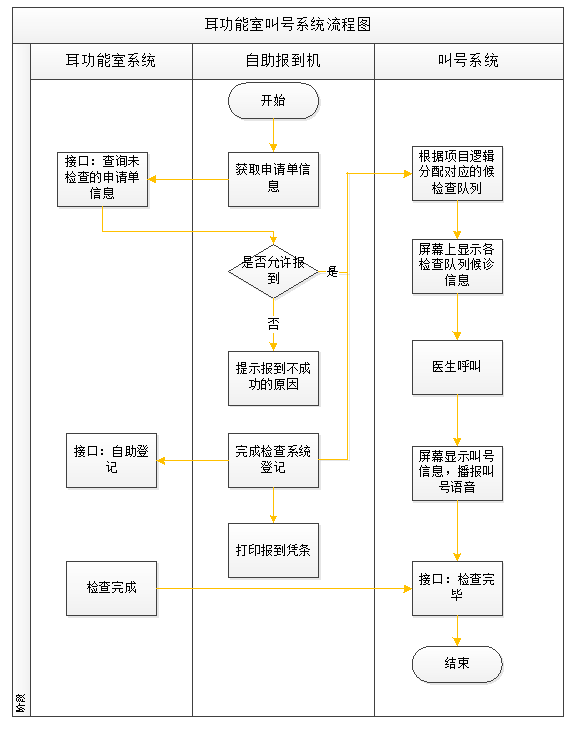 耳功能室叫号系统流程图
耳功能室系统
自助报到机
叫号系统
开始
接口：查询未
检查的申请单
信息
获取申请单信
息
根据项目逻辑
分配对应的候
检查队列
是否允许报
到
是
屏幕上显示各
检查队列候诊
信息
否
提示报到不成
功的原因
医生呼叫
接口：自助登
记
完成检查系统
登记
屏幕显示叫号
信息，播报叫
号语音
打印报到凭条
检查完成
接口：检查完
毕
结束
阶段